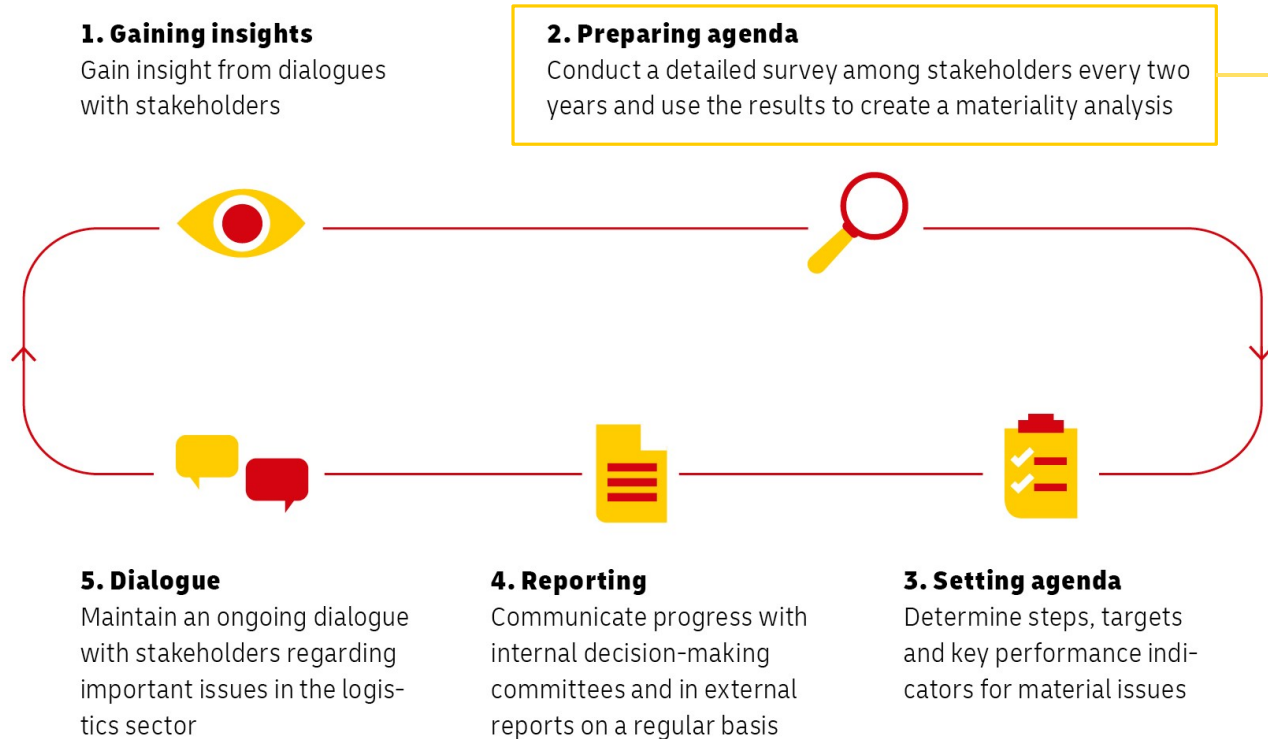 1. Gaining insights
Gain insight from dialogues
with stakeholders
2. Preparing agenda
Conduct a detailed survey among stakeholders every two
years and use the results to create a materiality analysis
5. Dialogue
Maintain an ongoing dialogue
with stakeholders regarding
important issues in the logis-
tics sector
4. Reporting
Communicate progress with
internal decision-making
committees and in external
reports on a regular basis
3. Setting agenda
Determine steps, targets
and key performance indi-
cators for material issues